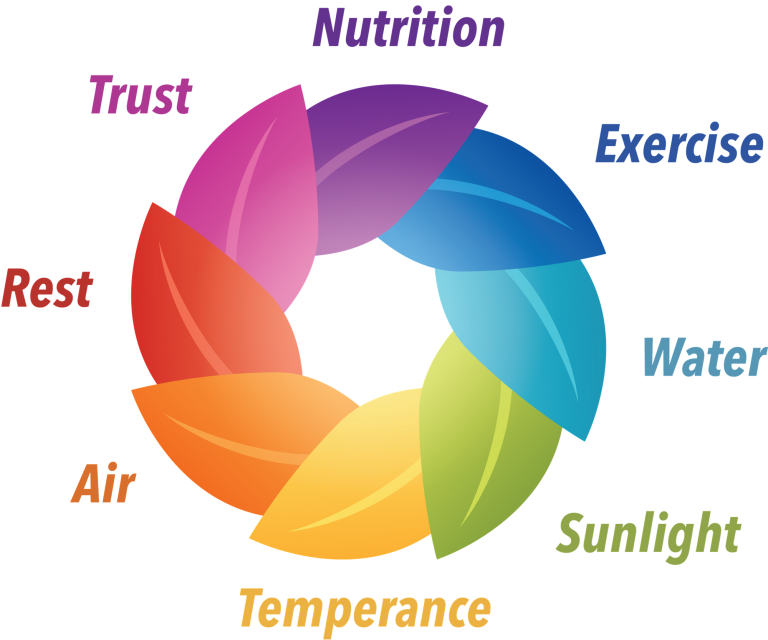 Nutrition
Trust
Exercise
Rest
Water
Air
Sunlight
Temperance